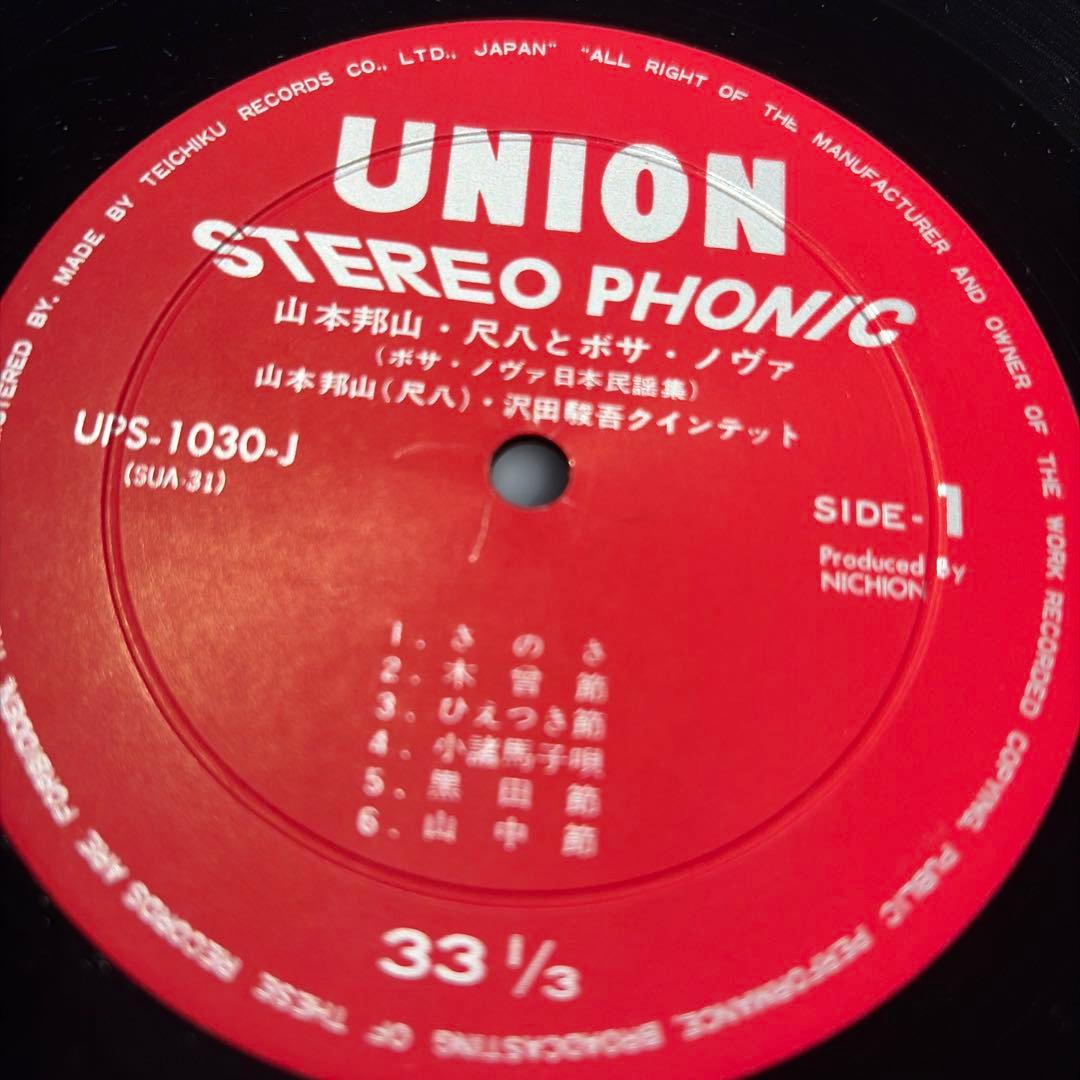 STERED BY. MADE BY TEICHIKU RECORDS CO., LTD., JAPAN" "ALL RIGHT OF THE MANUFACTURER AND OWNER OF THE WORK RECORDED COPYING PUBLIC PERFORMANCE, BROADCASTING OF THESE RECORDS ARE FORBIDDEN
UNION
STEREO PHONIC
山本邦山・尺八とボサ・ノヴァ
(ボサ・ノヴァ日本民謡集)
山本邦山(尺八)・沢田駿吾クインテット
UPS-1030-J
(SUA-31)
SIDE-1
Produced By
NICHION
1. さのさ
2. 木曽節
3. ひえつき節
4. 小諸馬子唄
5. 黒田節
6. 山中節
33 1/3